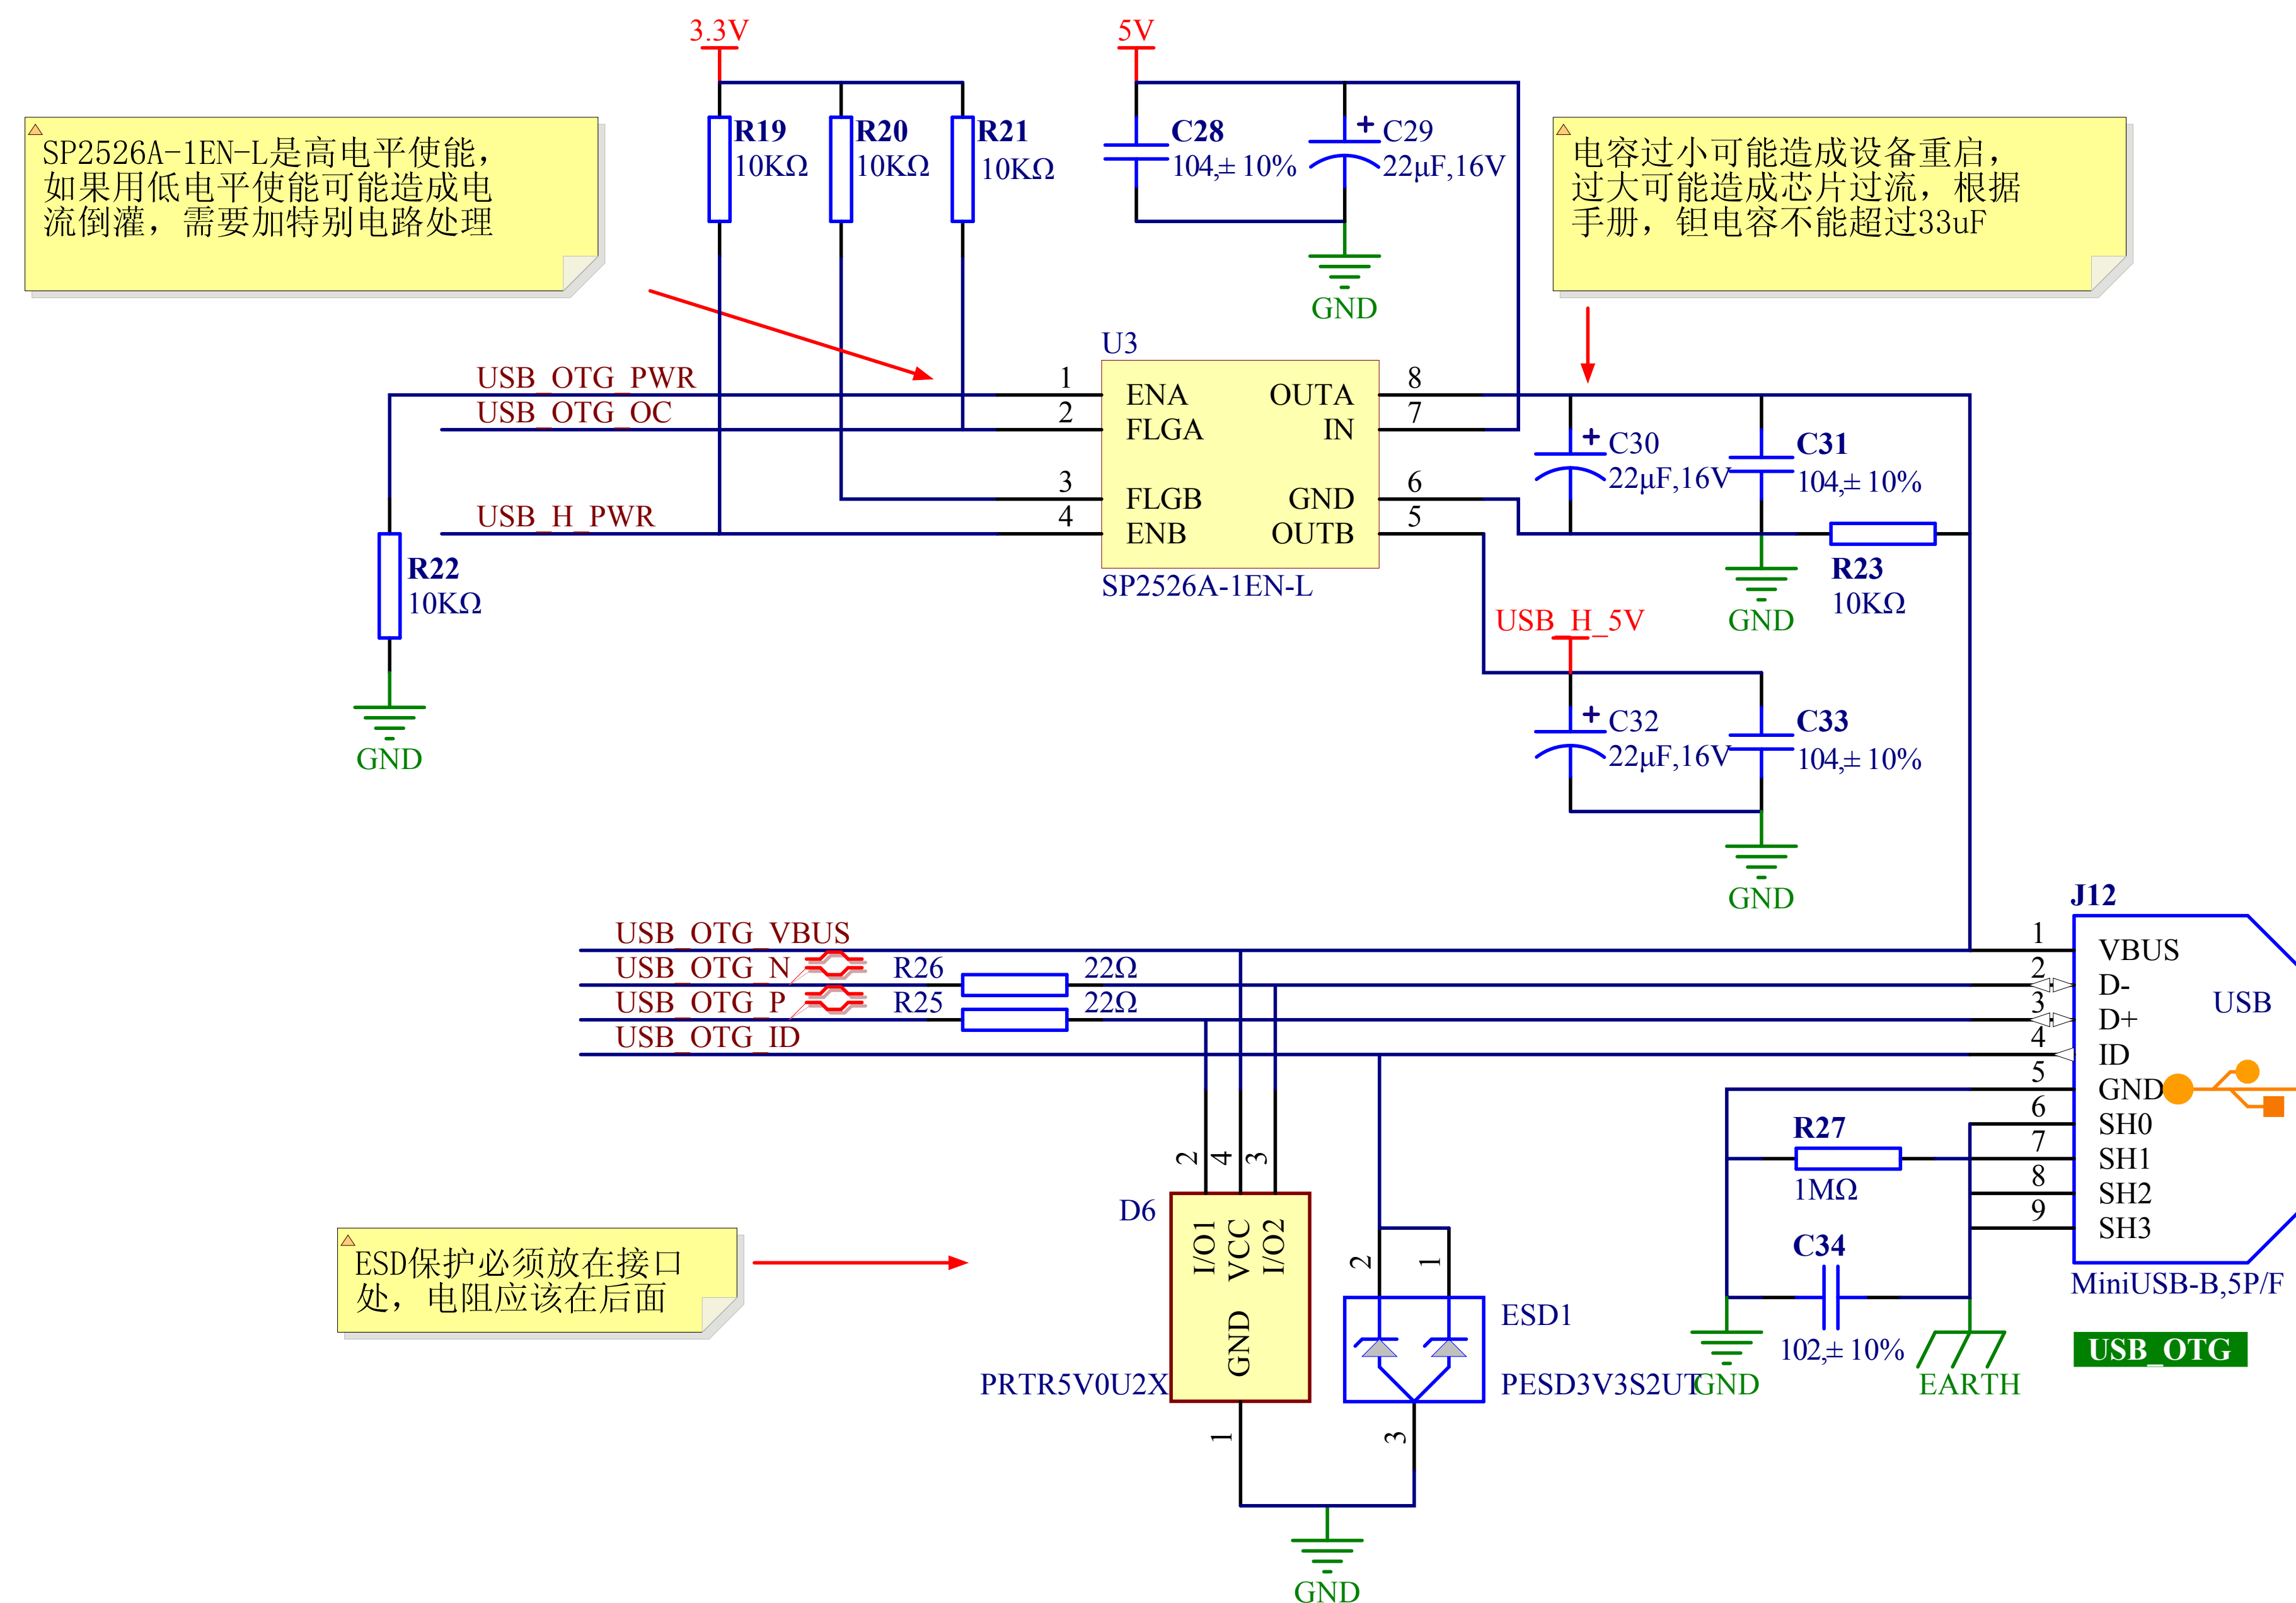 3.3V
5V
SP2526A-1EN-L是高电平使能，
如果用低电平使能可能造成电
流倒灌，需要加特别电路处理
R19
10KΩ
R20
10KΩ
R21
10KΩ
C28
104,±10%
C29
22μF,16V
GND
电容过小可能造成设备重启，
过大可能造成芯片过流，根据
手册，钽电容不能超过33uF
U3
USB_OTG_PWR
USB_OTG_OC
USB_H_PWR
1
2
3
4
ENA
FLGA
FLGB
ENB
OUTA
IN
GND
OUTB
8
7
6
5
SP2526A-1EN-L
C30
22μF,16V
C31
104,±10%
R22
10KΩ
GND
R23
10KΩ
GND
USB_H_5V
C32
22μF,16V
C33
104,±10%
GND
J12
USB_OTG_VBUS
USB_OTG_N
USB_OTG_P
USB_OTG_ID
R26
22Ω
R25
22Ω
1
2
3
4
5
6
7
8
9
VBUS
D-
D+
ID
GND
SH0
SH1
SH2
SH3
USB
MiniUSB-B,5P/F
USB_OTG
R27
1MΩ
C34
102,±10%
GND
EARTH
ESD保护必须放在接口
处，电阻应该在后面
D6
2
4
3
I/O1
VCC
I/O2
GND
PRTR5V0U2X
1
2
1
ESD1
PESD3V3S2UT
3
GND